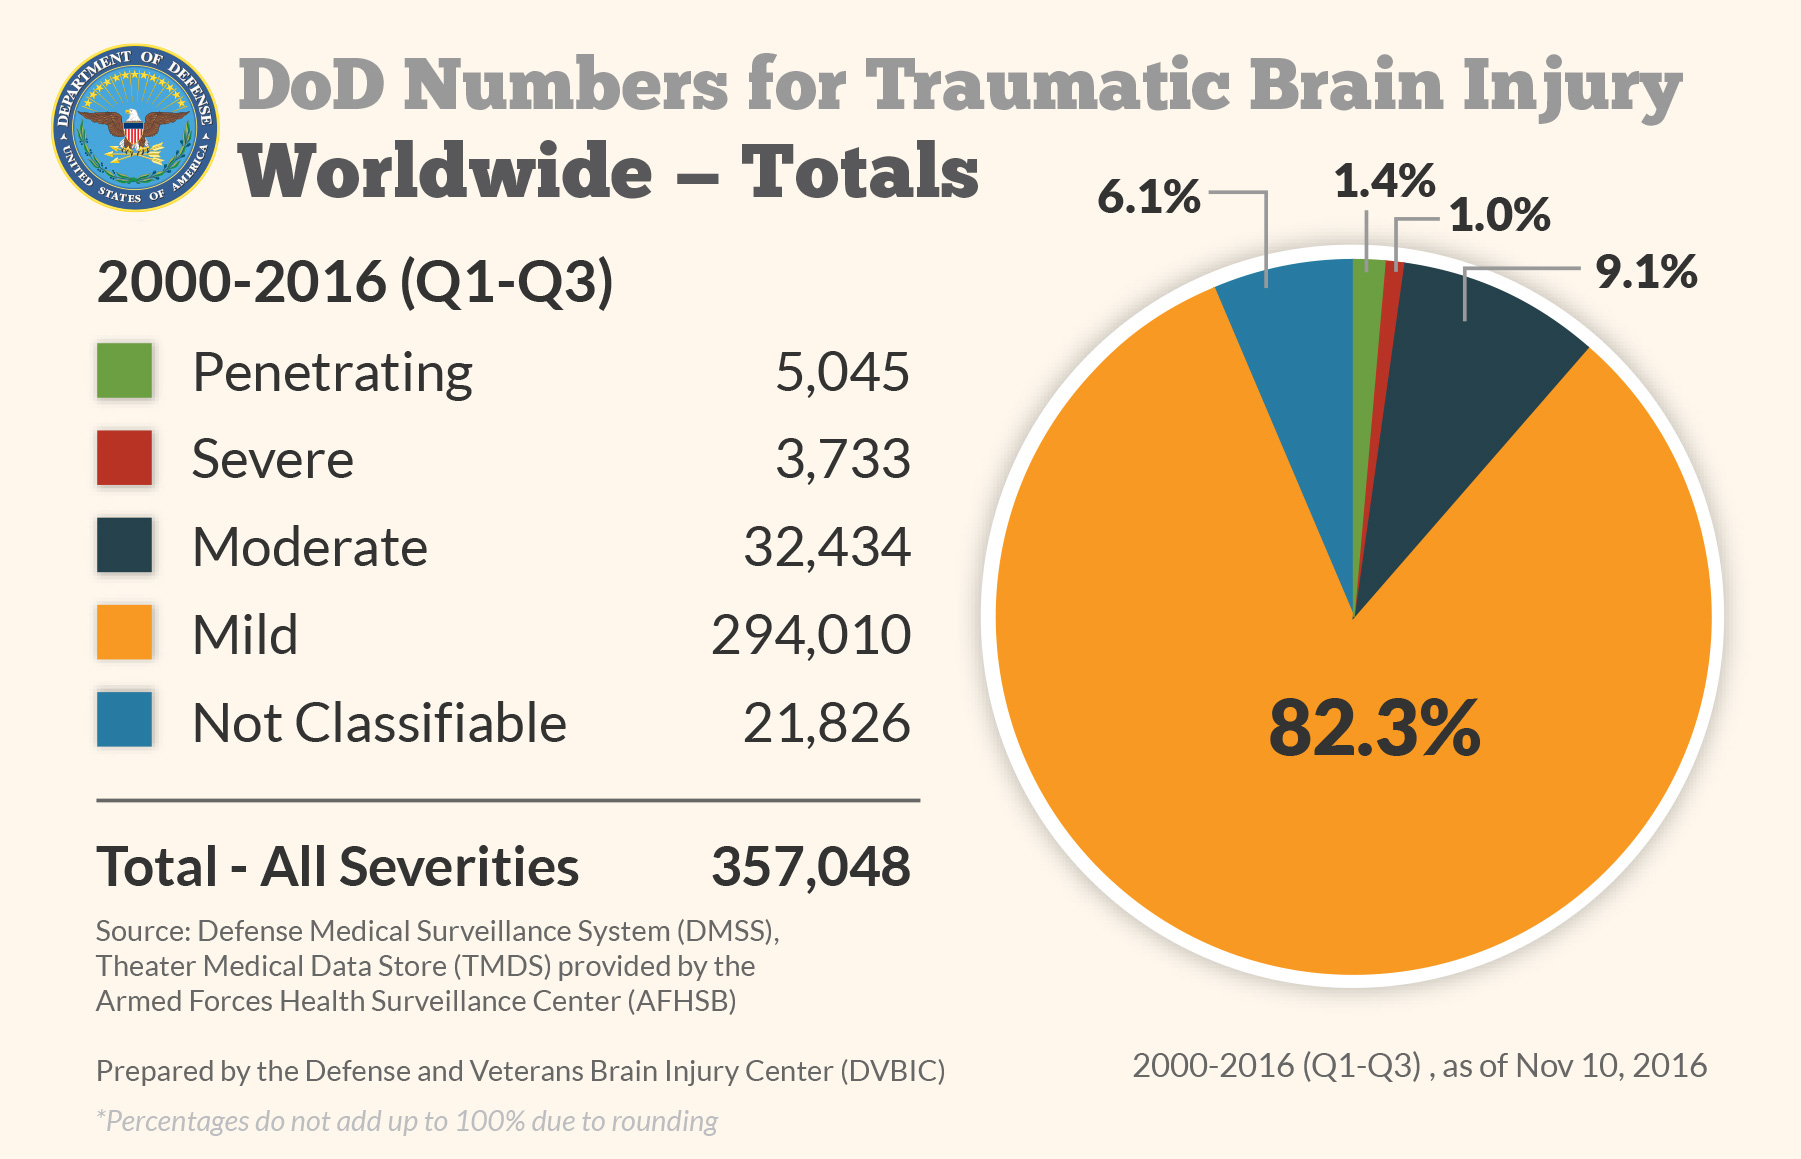 DEPARTMENT OF DEFENSE
UNITED STATES OF AMERICA
DoD Numbers for Traumatic Brain Injury
Worldwide – Totals
2000-2016 (Q1-Q3)
Penetrating 5,045
Severe 3,733
Moderate 32,434
Mild 294,010
Not Classifiable 21,826
Total - All Severities 357,048
Source: Defense Medical Surveillance System (DMSS),
Theater Medical Data Store (TMDS) provided by the
Armed Forces Health Surveillance Center (AFHSB)
Prepared by the Defense and Veterans Brain Injury Center (DVBIC)
*Percentages do not add up to 100% due to rounding
6.1%
1.4%
1.0%
9.1%
82.3%
2000-2016 (Q1-Q3) , as of Nov 10, 2016